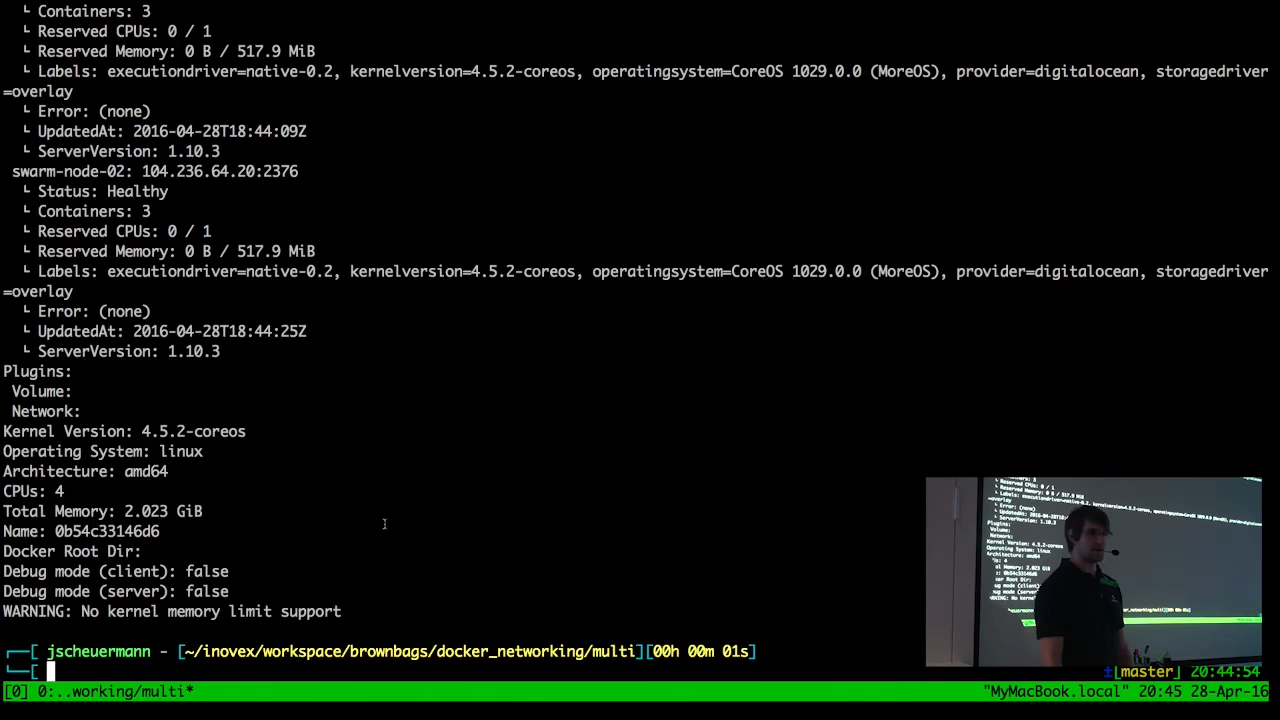 └ Containers: 3
└ Reserved CPUs: 0 / 1
└ Reserved Memory: 0 B / 517.9 MiB
└ Labels: executiondriver=native-0.2, kernelversion=4.5.2-coreos, operatingsystem=CoreOS 1029.0.0 (MoreOS), provider=digitalocean, storagedriver
=overlay
└ Error: (none)
└ UpdatedAt: 2016-04-28T18:44:09Z
└ ServerVersion: 1.10.3
swarm-node-02: 104.236.64.20:2376
└ Status: Healthy
└ Containers: 3
└ Reserved CPUs: 0 / 1
└ Reserved Memory: 0 B / 517.9 MiB
└ Labels: executiondriver=native-0.2, kernelversion=4.5.2-coreos, operatingsystem=CoreOS 1029.0.0 (MoreOS), provider=digitalocean, storagedriver
=overlay
└ Error: (none)
└ UpdatedAt: 2016-04-28T18:44:25Z
└ ServerVersion: 1.10.3
Plugins:
Volume:
Network:
Kernel Version: 4.5.2-coreos
Operating System: linux
Architecture: amd64
CPUs: 4
Total Memory: 2.023 GiB
Name: 0b54c33146d6
Docker Root Dir:
Debug mode (client): false
Debug mode (server): false
WARNING: No kernel memory limit support
┌──[ jscheuermann - [~/inovex/workspace/brownbags/docker_networking/multi][00h 00m 01s]
└──[ ±[master] 20:44:54
[0] 0:..working/multi* "MyMacBook.local" 20:45 28-Apr-16